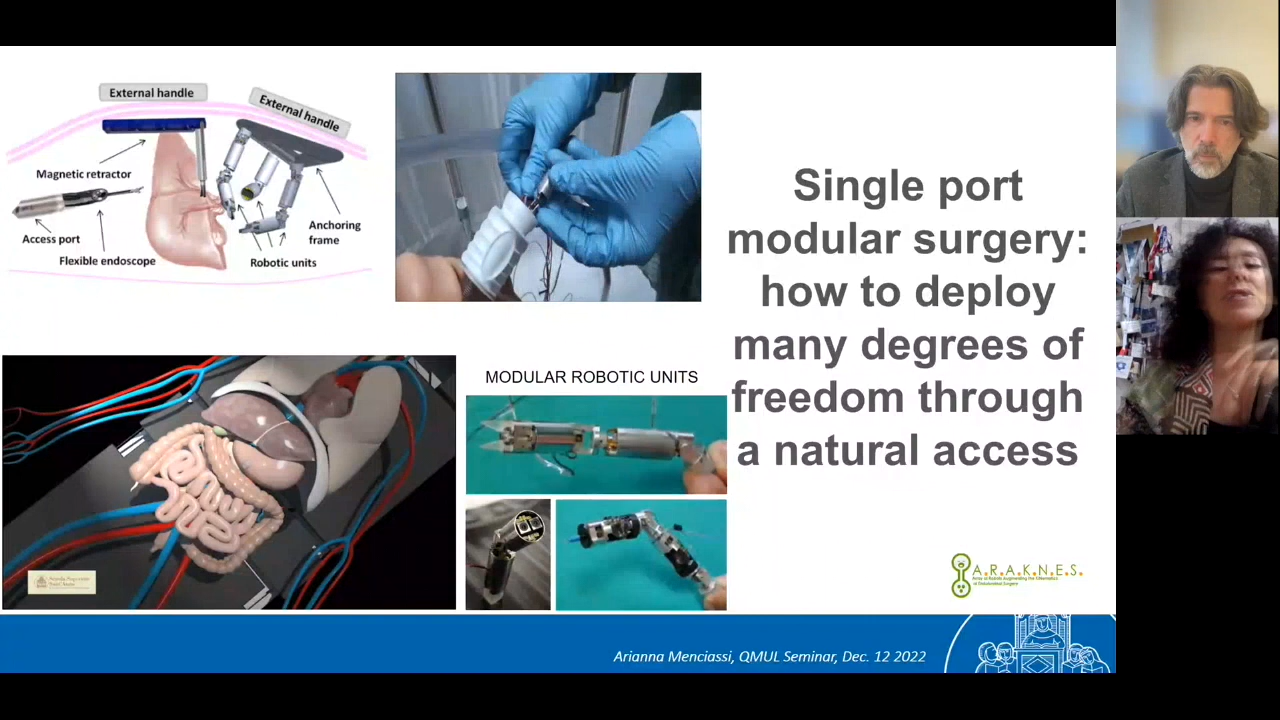 External handle
External handle
Magnetic retractor
Access port
Flexible endoscope
Robotic units
Anchoring
frame
Single port
modular surgery:
how to deploy
many degrees of
freedom through
a natural access
MODULAR ROBOTIC UNITS
A.R.A.K.N.E.S.
Arianna Menciassi, QMUL Seminar, Dec. 12 2022